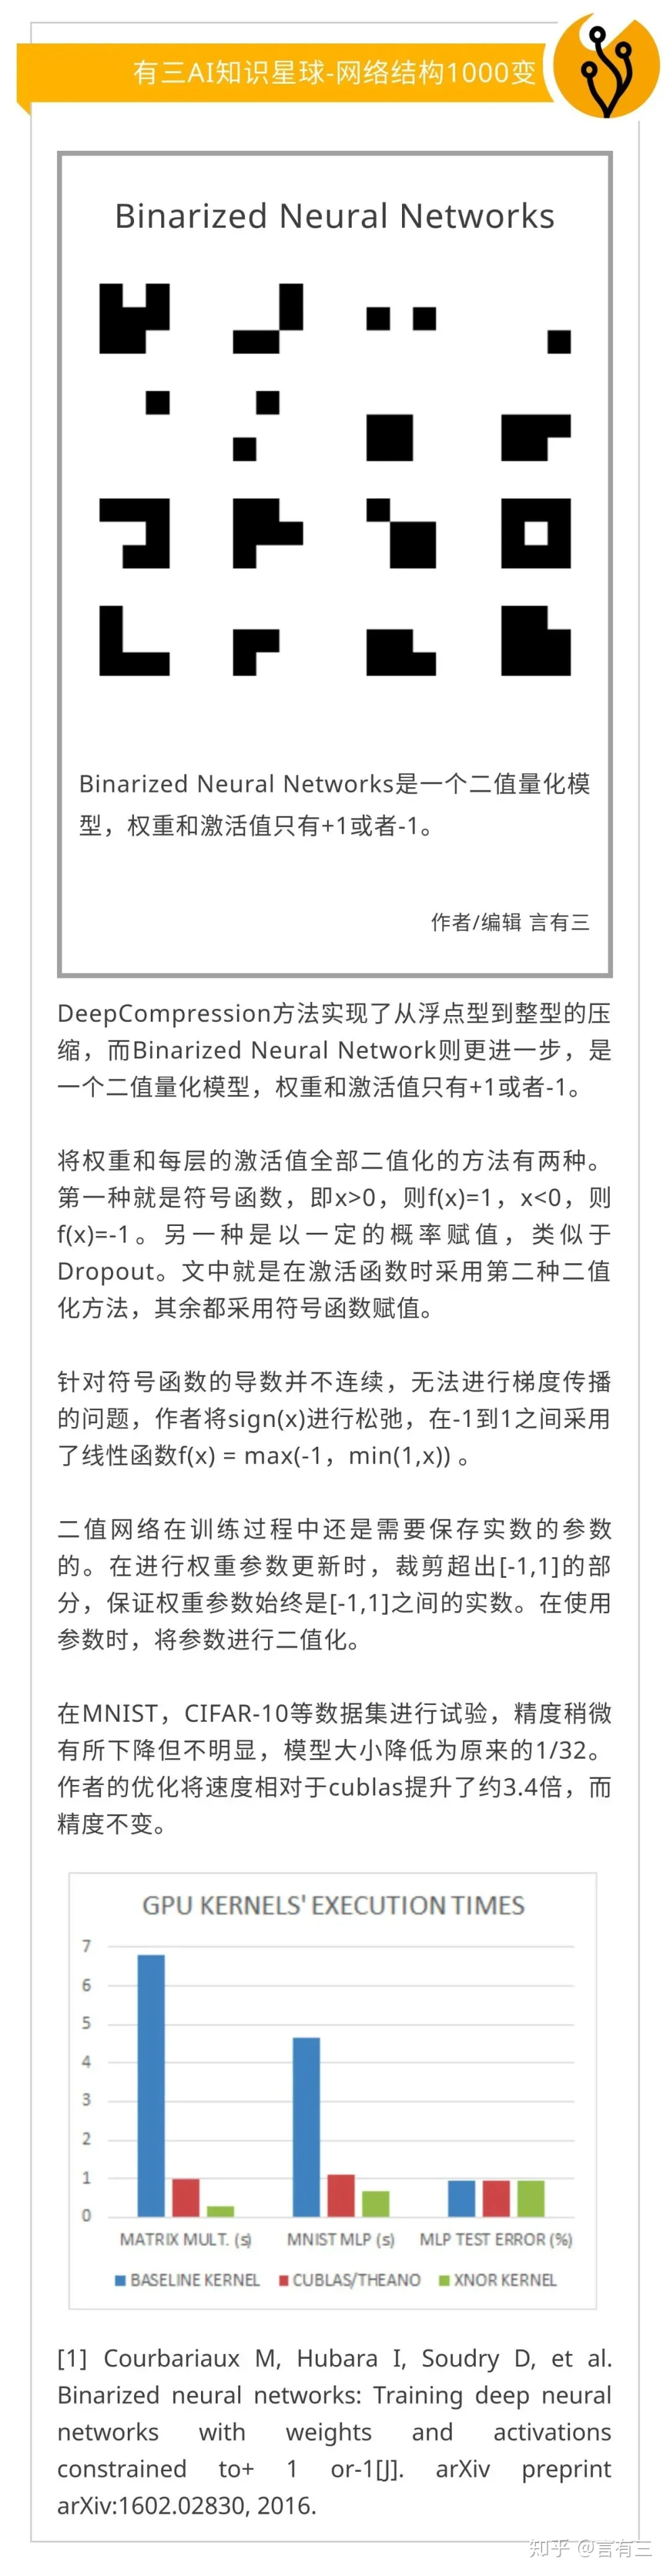 有三AI知识星球-网络结构1000变
Binarized Neural Networks
Binarized Neural Networks是一个二值量化模
型，权重和激活值只有+1或者-1。
作者/编辑 言有三
DeepCompression方法实现了从浮点型到整型的压
缩，而Binarized Neural Network则更进一步，是
一个二值量化模型，权重和激活值只有+1或者-1。
将权重和每层的激活值全部二值化的方法有两种。
第一种就是符号函数，即x>0，则f(x)=1，x<0，则
f(x)=-1。另一种是以一定的概率赋值，类似于
Dropout。文中就是在激活函数时采用第二种二值
化方法，其余都采用符号函数赋值。
针对符号函数的导数并不连续，无法进行梯度传播
的问题，作者将sign(x)进行松弛，在-1到1之间采用
了线性函数f(x) = max(-1，min(1,x)) 。
二值网络在训练过程中还是需要保存实数的参数
的。在进行权重参数更新时，裁剪超出[-1,1]的部
分，保证权重参数始终是[-1,1]之间的实数。在使用
参数时，将参数进行二值化。
在MNIST，CIFAR-10等数据集进行试验，精度稍微
有所下降但不明显，模型大小降低为原来的1/32。
作者的优化将速度相对于cublas提升了约3.4倍，而
精度不变。
GPU KERNELS' EXECUTION TIMES
7
6
5
4
3
2
1
0
MATRIX MULT. (s) MNIST MLP (s) MLP TEST ERROR (%)
BASELINE KERNEL CUBLAS/THEANO XNOR KERNEL
[1] Courbariaux M, Hubara I, Soudry D, et al.
Binarized neural networks: Training deep neural
networks with weights and activations
constrained to+ 1 or-1[J]. arXiv preprint
arXiv:1602.02830, 2016.
知乎 @言有三